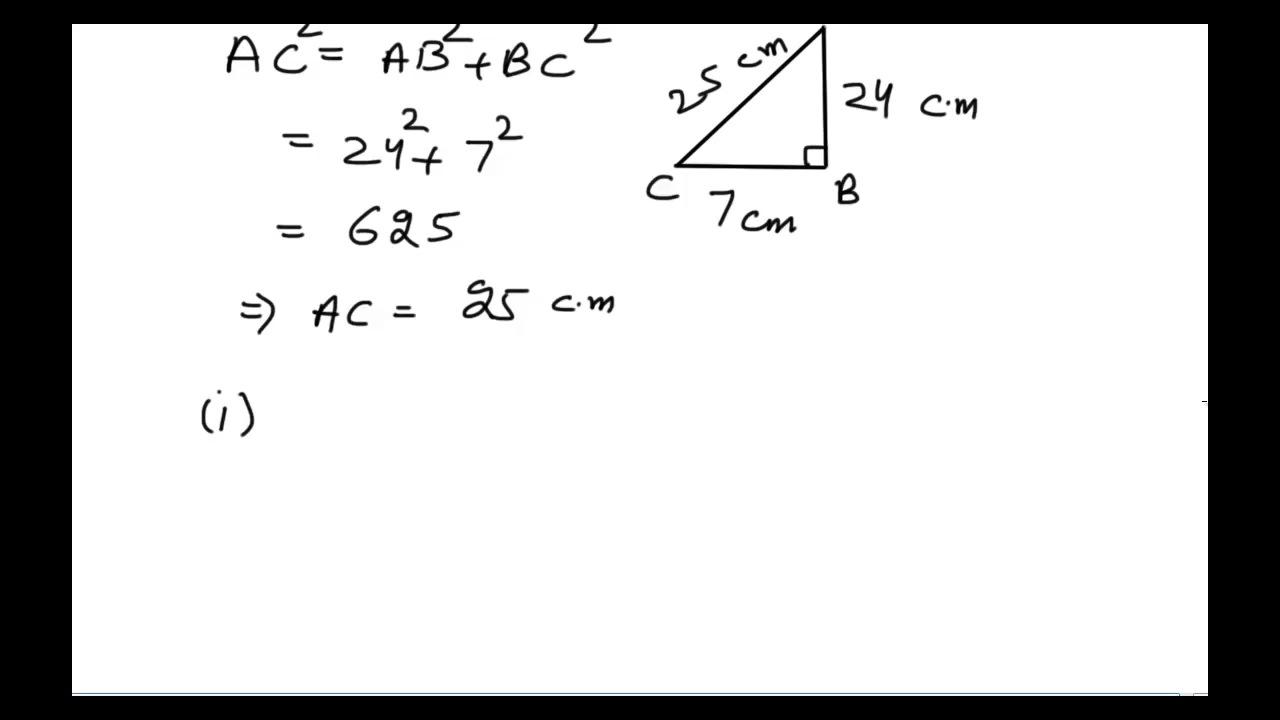 AC² = AB² + BC²
= 24² + 7²
= 625
⇒ AC = 25 c.m
(i)
25 cm
24 c.m
C
B
7cm